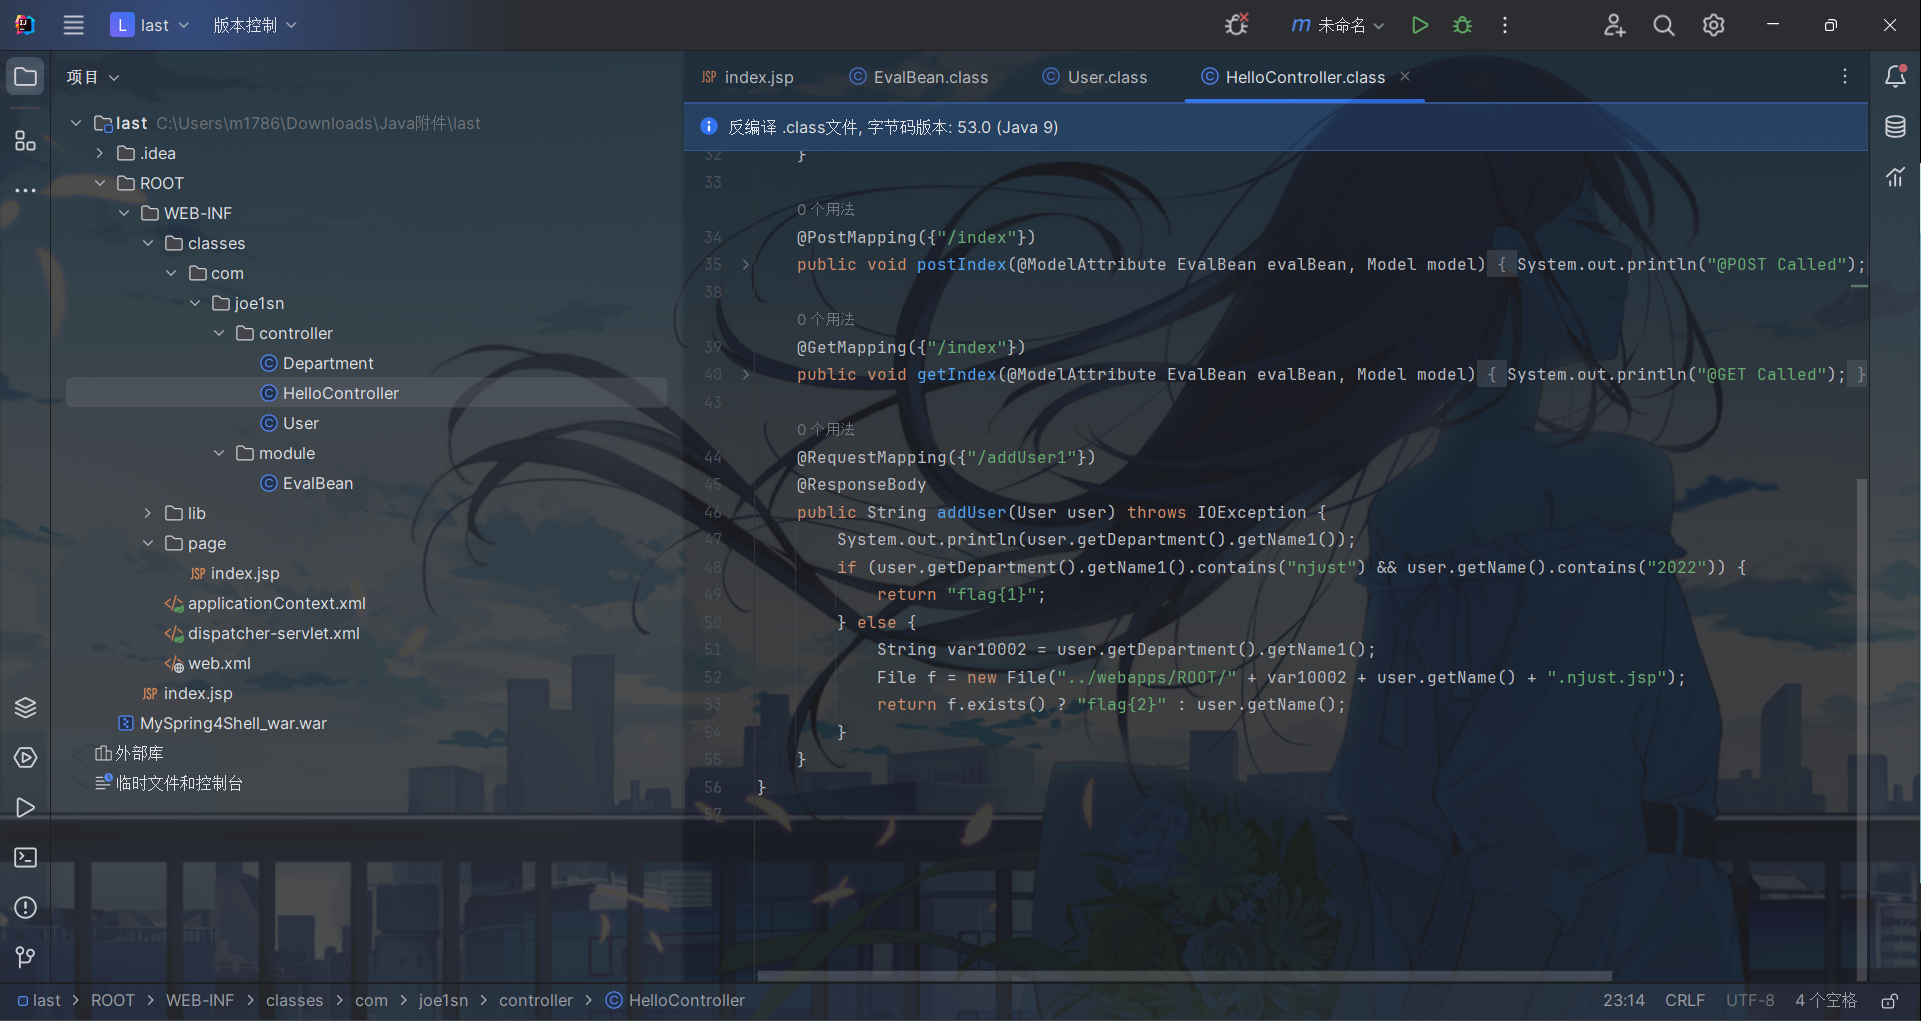 L last 版本控制 未命名
项目
last C:\Users\m1786\Downloads\Java附件\last
.idea
ROOT
WEB-INF
classes
com
joe1sn
controller
Department
HelloController
User
module
EvalBean
lib
page
JSP index.jsp
applicationContext.xml
dispatcher-servlet.xml
web.xml
JSP index.jsp
MySpring4Shell_war.war
外部库
临时文件和控制台
JSP index.jsp EvalBean.class User.class HelloController.class
反编译 .class文件, 字节码版本: 53.0 (Java 9)
32 }
33
0 个用法
34 @PostMapping({"/index"})
35 public void postIndex(@ModelAttribute EvalBean evalBean, Model model) { System.out.println("@POST Called");
38
0 个用法
39 @GetMapping({"/index"})
40 public void getIndex(@ModelAttribute EvalBean evalBean, Model model) { System.out.println("@GET Called"); }
43
0 个用法
44 @RequestMapping({"/addUser1"})
45 @ResponseBody
46 public String addUser(User user) throws IOException {
47 System.out.println(user.getDepartment().getName1());
48 if (user.getDepartment().getName1().contains("njust") && user.getName().contains("2022")) {
49 return "flag{1}";
50 } else {
51 String var10002 = user.getDepartment().getName1();
52 File f = new File("../webapps/ROOT/" + var10002 + user.getName() + ".njust.jsp");
53 return f.exists() ? "flag{2}" : user.getName();
54 }
55 }
56 }
57
last > ROOT > WEB-INF > classes > com > joe1sn > controller > HelloController 23:14 CRLF UTF-8 4 个空格